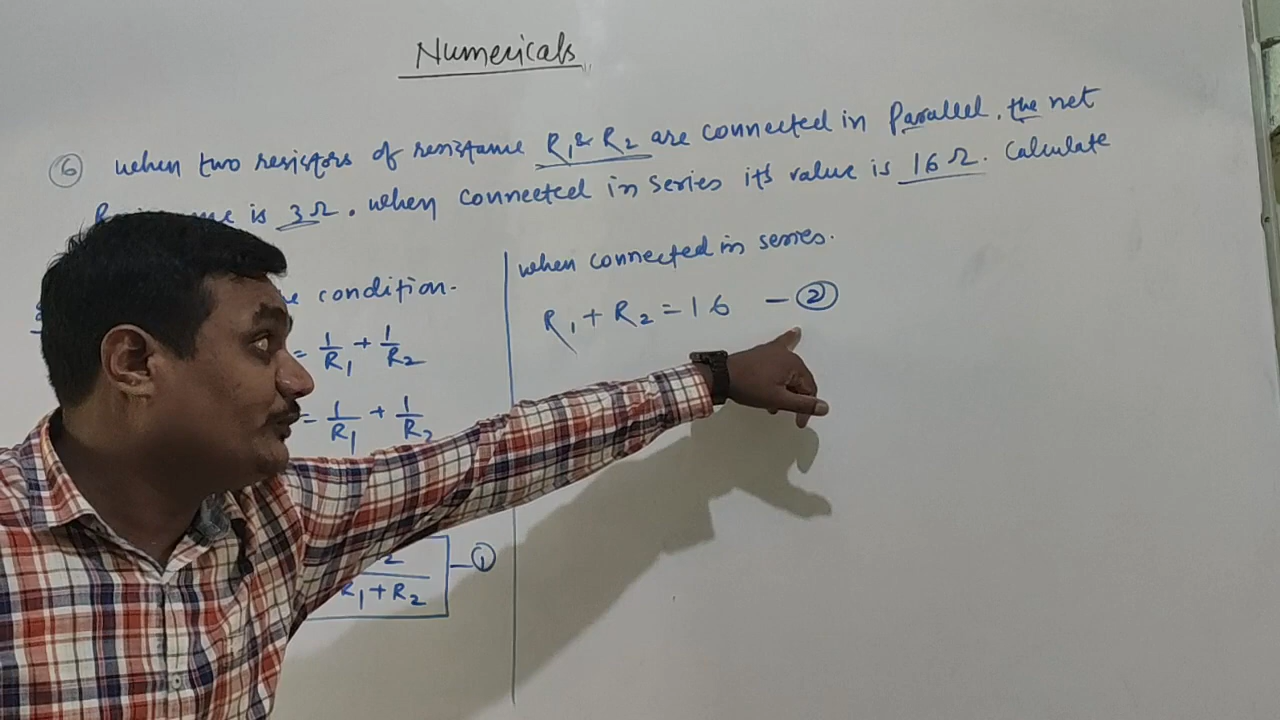 Numericals
⑥ when two resistors of resistance R₁ & R₂ are connected in Parallel, the net
is 3Ω. when connected in series its value is 16Ω. Calculate
condition.
= 1/R₁ + 1/R₂
= 1/R₁ + 1/R₂
R₁+R₂ – ①
when connected in series.
R₁ + R₂ = 16 – ②